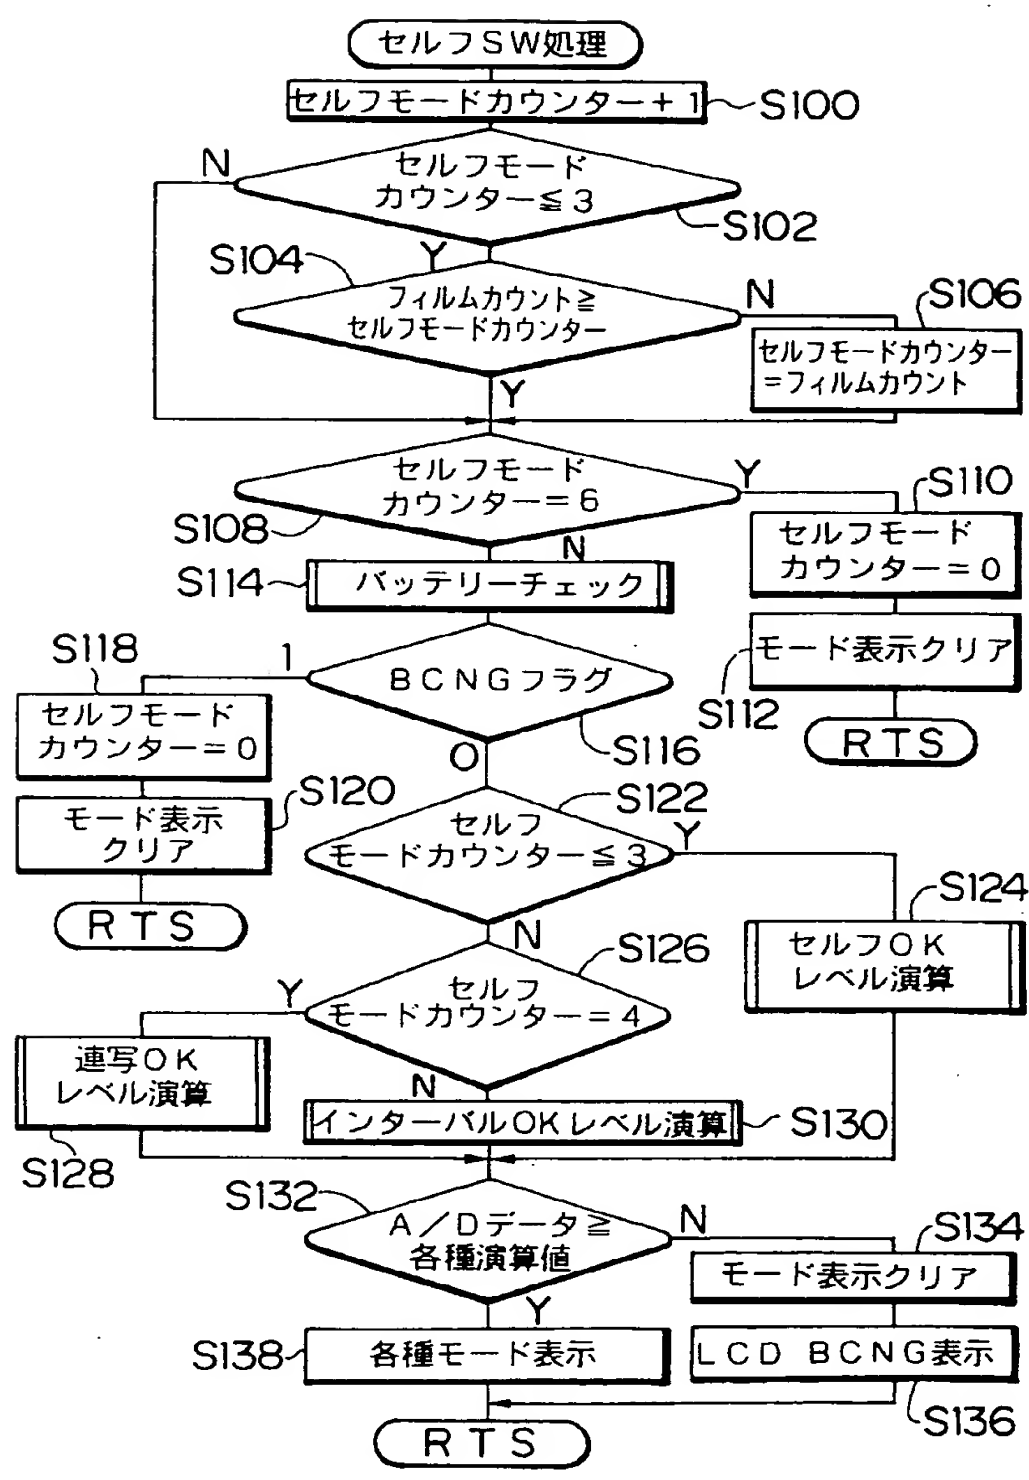 セルフSW処理
セルフモードカウンター+1
S100
N
セルフモード
カウンター≦3
S102
Y
S104
フィルムカウント≧
セルフモードカウンター
N
S106
セルフモードカウンター
=フィルムカウント
Y
セルフモード
カウンター=6
S108
Y
S110
セルフモード
カウンター=0
N
S114
バッテリーチェック
モード表示クリア
S112
RTS
S118
1
BCNGフラグ
S116
セルフモード
カウンター=0
0
S120
モード表示
クリア
RTS
S122
セルフ
モードカウンター≦3
Y
S124
セルフOK
レベル演算
N
S126
セルフ
モードカウンター=4
Y
連写OK
レベル演算
S128
N
インターバルOKレベル演算
S130
S132
A/Dデータ≧
各種演算値
N
S134
モード表示クリア
Y
S138
各種モード表示
LCD BCNG表示
S136
RTS